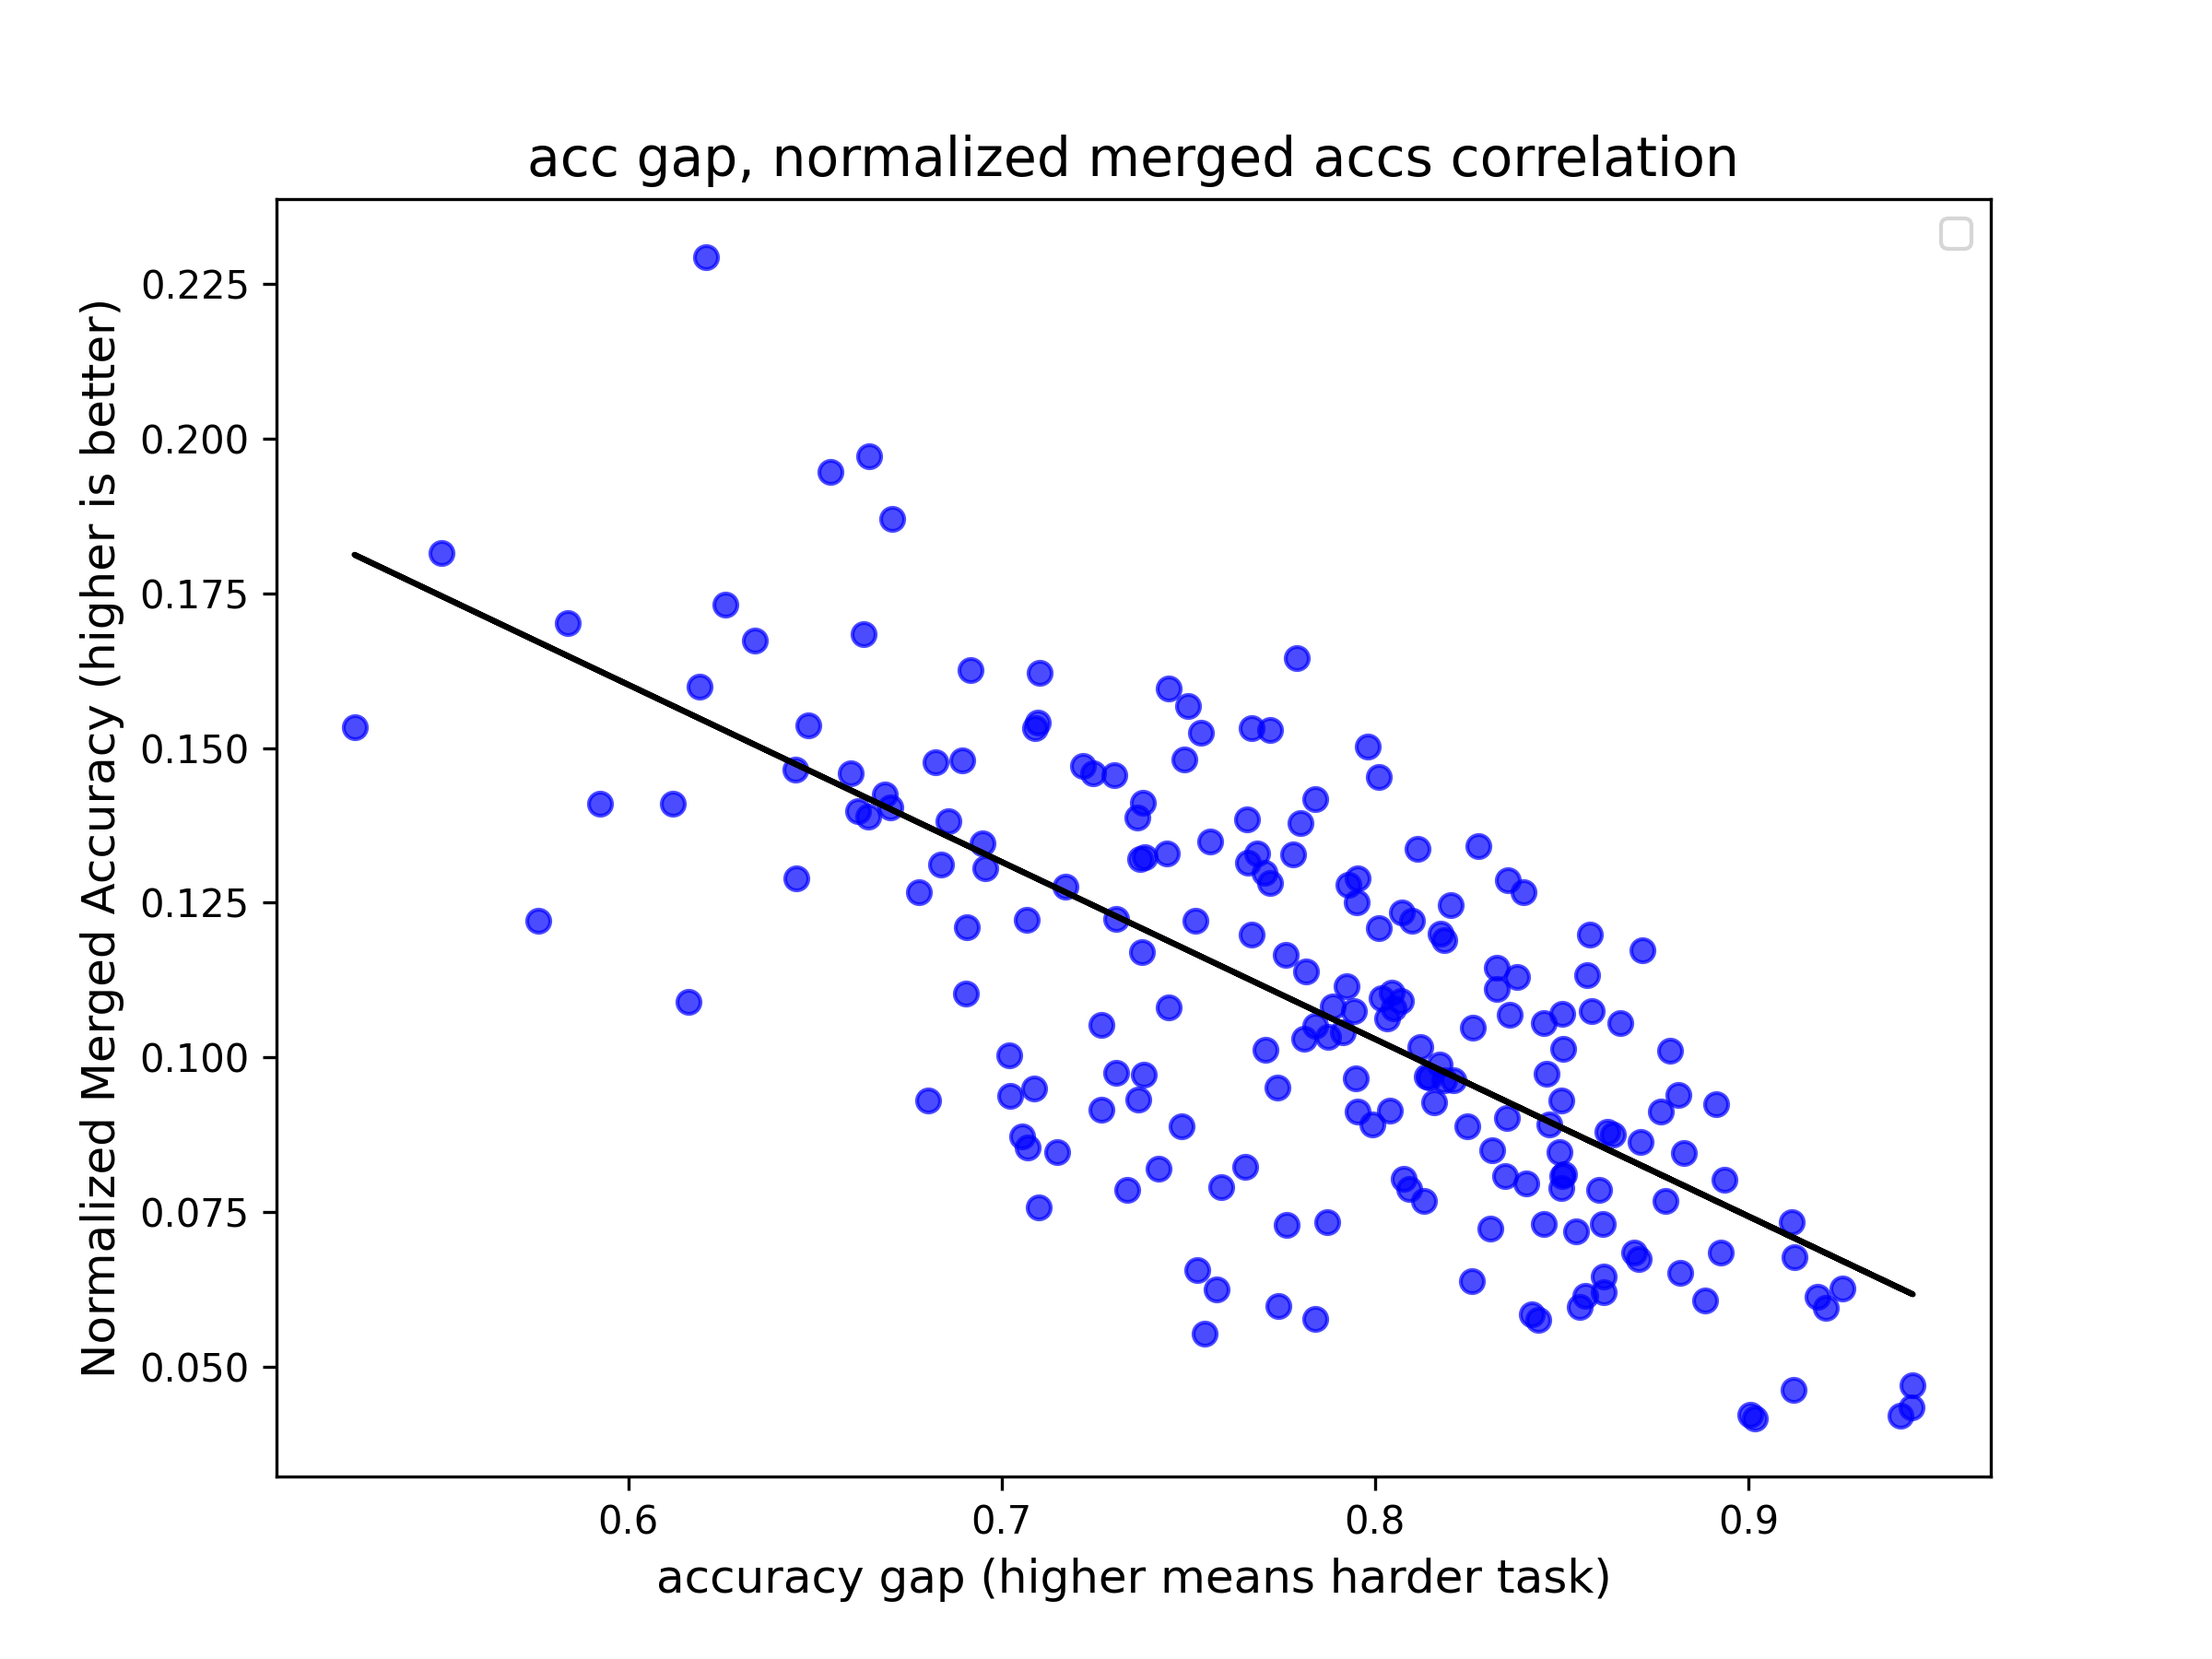 acc gap, normalized merged accs correlation
Normalized Merged Accuracy (higher is better)
0.225
0.200
0.175
0.150
0.125
0.100
0.075
0.050
0.6 0.7 0.8 0.9
accuracy gap (higher means harder task)